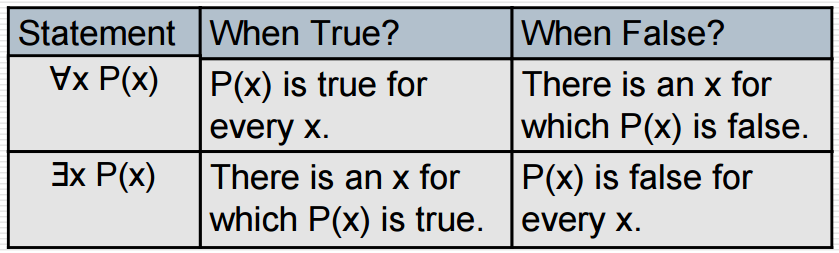 Statement When True? When False?
∀x P(x) P(x) is true for There is an x for
every x. which P(x) is false.
∃x P(x) There is an x for P(x) is false for
which P(x) is true. every x.